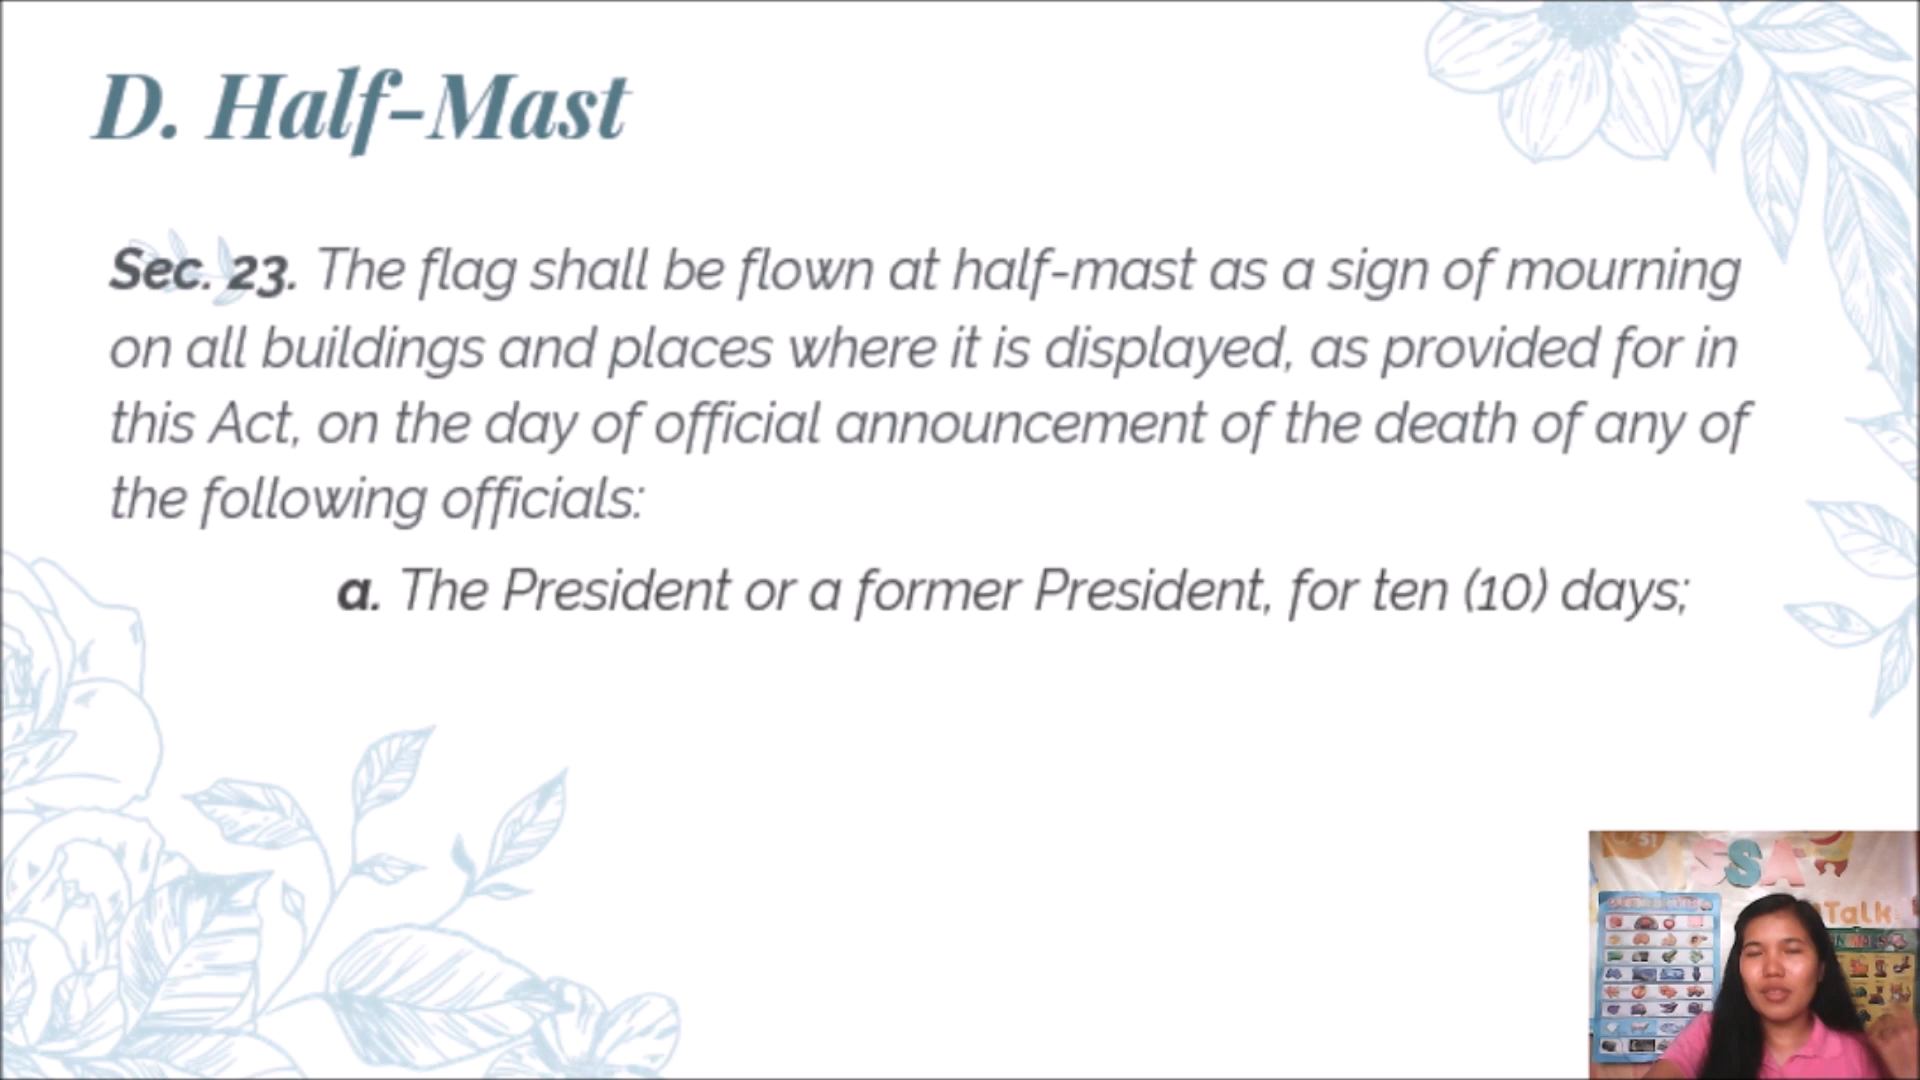 D. Half-Mast
Sec. 23. The flag shall be flown at half-mast as a sign of mourning
on all buildings and places where it is displayed, as provided for in
this Act, on the day of official announcement of the death of any of
the following officials:
a. The President or a former President, for ten (10) days;
SSA
Talk